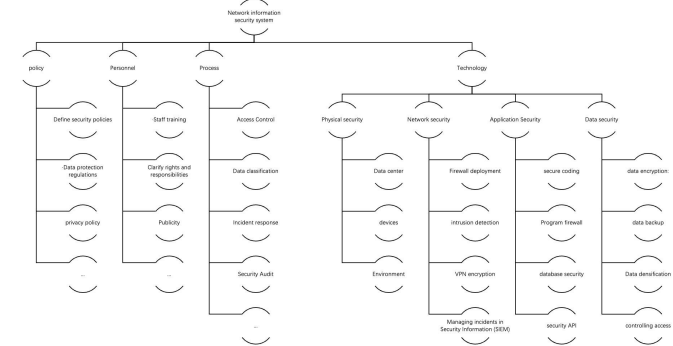 Network information
security system
policy
Personnel
Process
Technology
Define security policies
Staff training
Access Control
Physical security
Network security
Application Security
Data security
Data protection
regulations
Clarify rights and
responsibilities
Data classification
Data center
Firewall deployment
secure coding
data encryption:
privacy policy
Publicity
Incident response
devices
intrusion detection
Program firewall
data backup
...
...
Security Audit
Environment
VPN encryption
database security
Data densification
...
Managing incidents in
Security Information (SIEM)
security API
controlling access